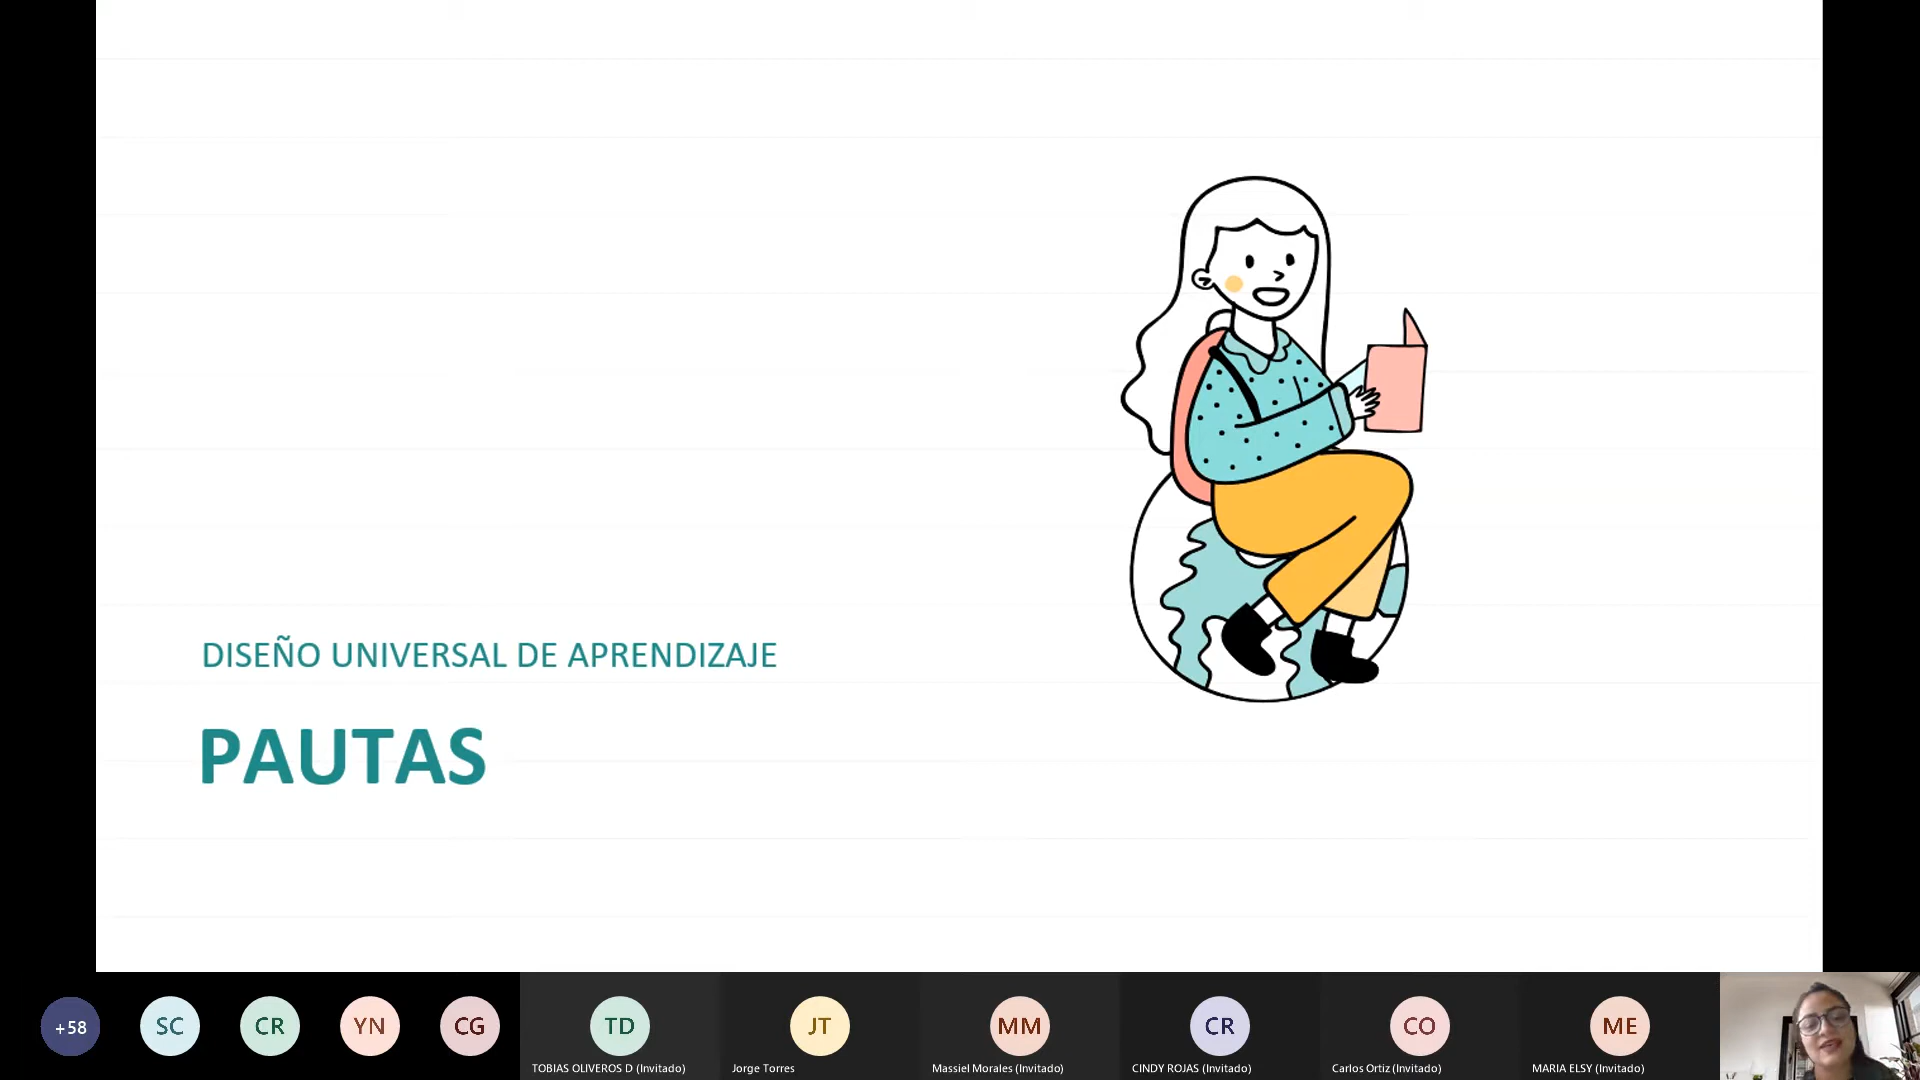 DISEÑO UNIVERSAL DE APRENDIZAJE
PAUTAS
+58
SC
CR
YN
CG
TD
JT
MM
CR
CO
ME
TOBIAS OLIVEROS D (Invitado)
Jorge Torres
Massiel Morales (Invitado)
CINDY ROJAS (Invitado)
Carlos Ortiz (Invitado)
MARIA ELSY (Invitado)